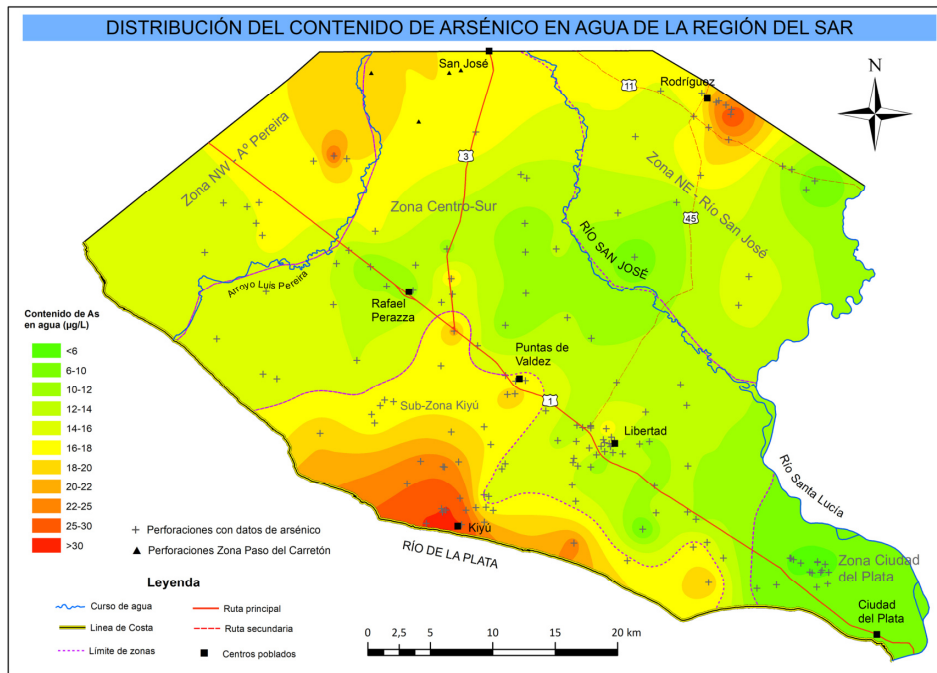 DISTRIBUCIÓN DEL CONTENIDO DE ARSÉNICO EN AGUA DE LA REGIÓN DEL SAR
San José
N
11
Rodríguez
Zona NW - Aº Pereira
3
Zona NE - Río San José
Zona Centro-Sur
45
RÍO SAN JOSÉ
Arroyo Luis Pereira
Rafael
Perazza
Contenido de As
en agua (µg/L)
<6
6-10
10-12
12-14
14-16
16-18
18-20
20-22
22-25
25-30
>30
Puntas de
Valdez
Sub-Zona Kiyú
1
Libertad
Río Santa Lucía
Perforaciones con datos de arsénico
Perforaciones Zona Paso del Carretón
Kiyú
RÍO DE LA PLATA
Zona Ciudad
del Plata
Ciudad
del Plata
Leyenda
Curso de agua
Linea de Costa
Límite de zonas
Ruta principal
Ruta secundaria
Centros poblados
0 2,5 5 10 15 20 km